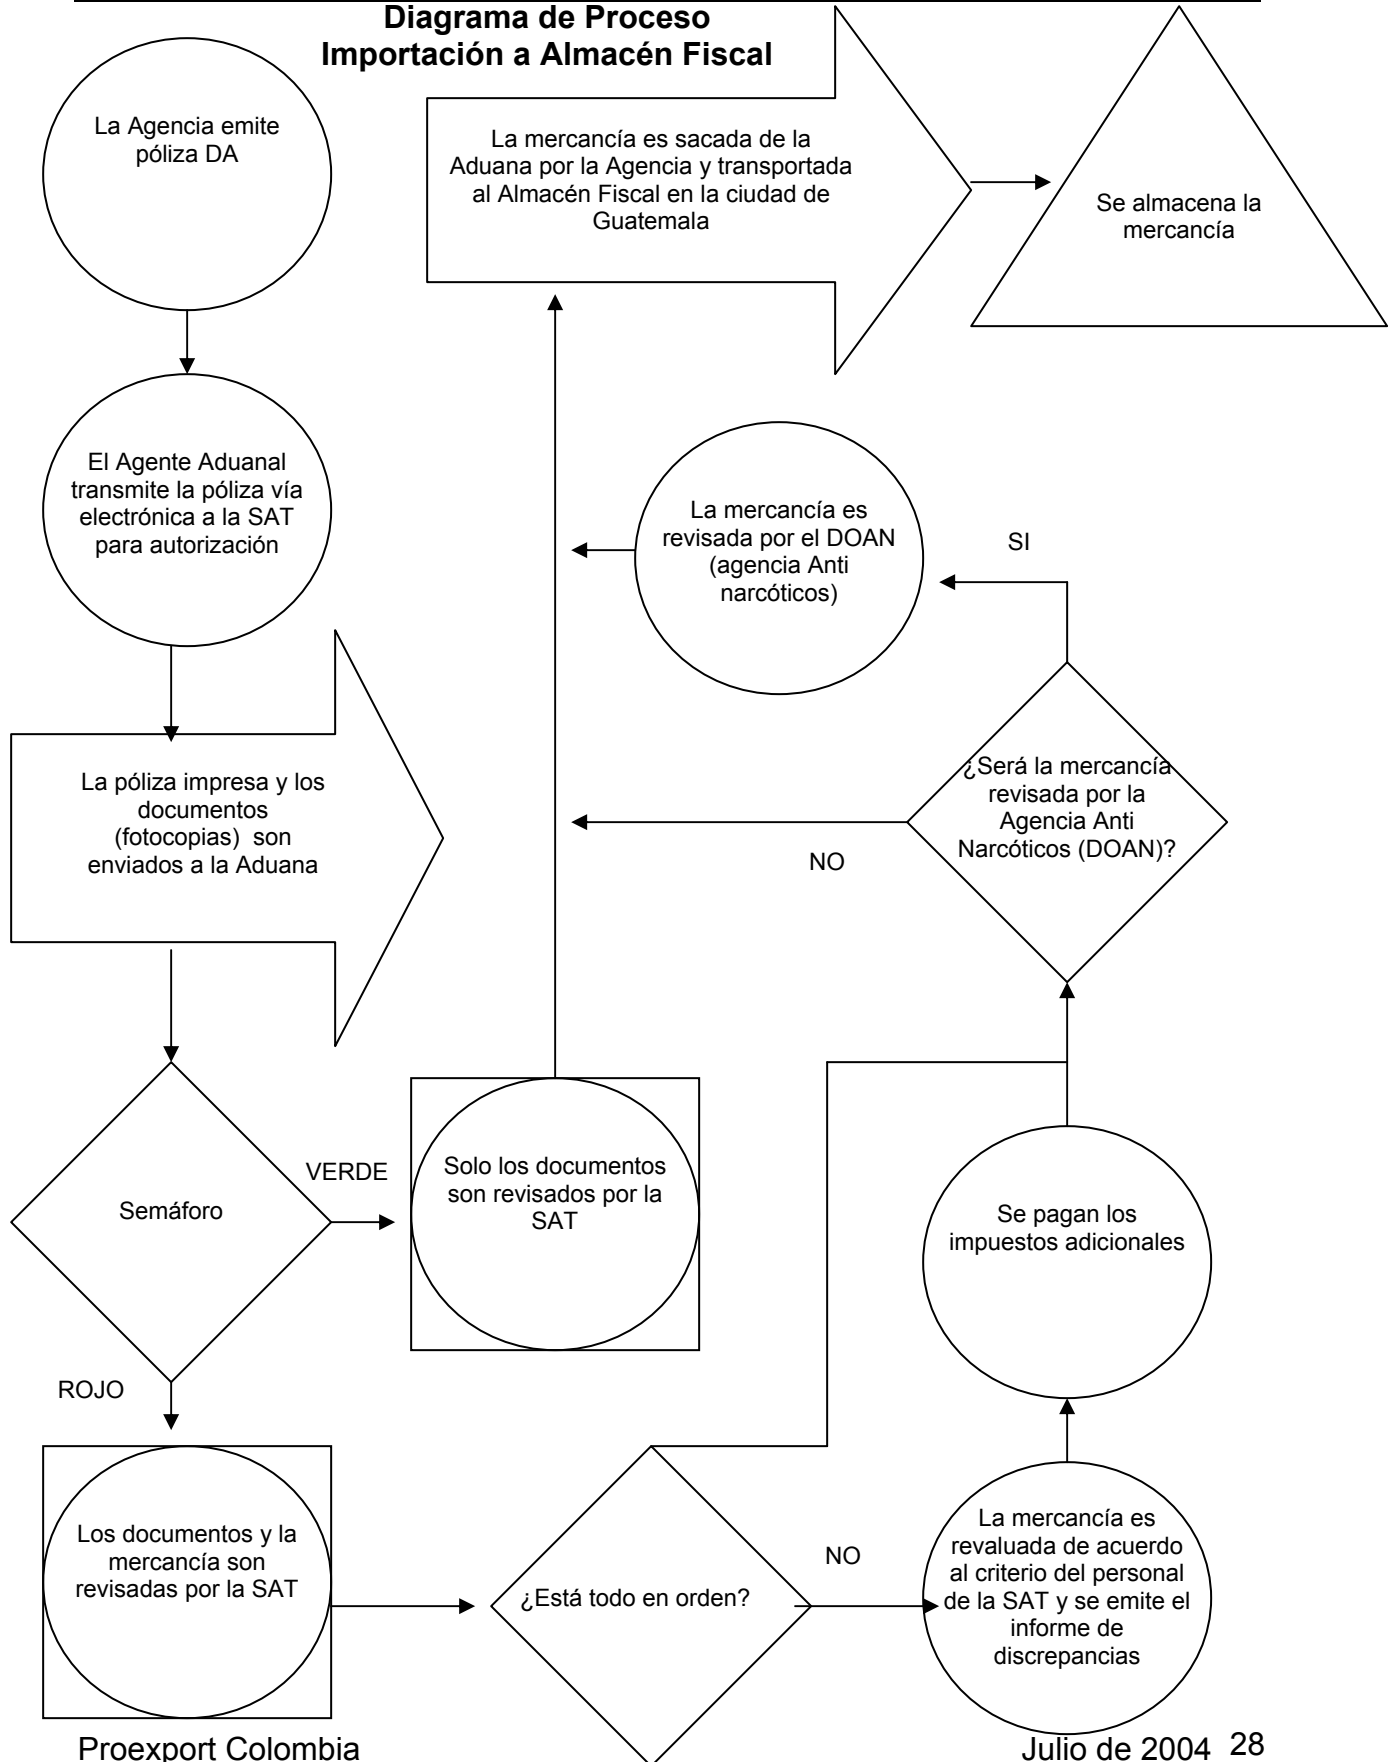 Diagrama de Proceso
Importación a Almacén Fiscal
La Agencia emite
póliza DA
La mercancía es sacada de la
Aduana por la Agencia y transportada
al Almacén Fiscal en la ciudad de
Guatemala
Se almacena la
mercancía
El Agente Aduanal
transmite la póliza vía
electrónica a la SAT
para autorización
La mercancía es
revisada por el DOAN
(agencia Anti
narcóticos)
SI
La póliza impresa y los
documentos
(fotocopias) son
enviados a la Aduana
¿Será la mercancía
revisada por la
Agencia Anti
Narcóticos (DOAN)?
NO
Semáforo
VERDE
Solo los documentos
son revisados por la
SAT
Se pagan los
impuestos adicionales
ROJO
Los documentos y la
mercancía son
revisadas por la SAT
¿Está todo en orden?
NO
La mercancía es
revaluada de acuerdo
al criterio del personal
de la SAT y se emite el
informe de
discrepancias
Proexport Colombia
Julio de 2004 28